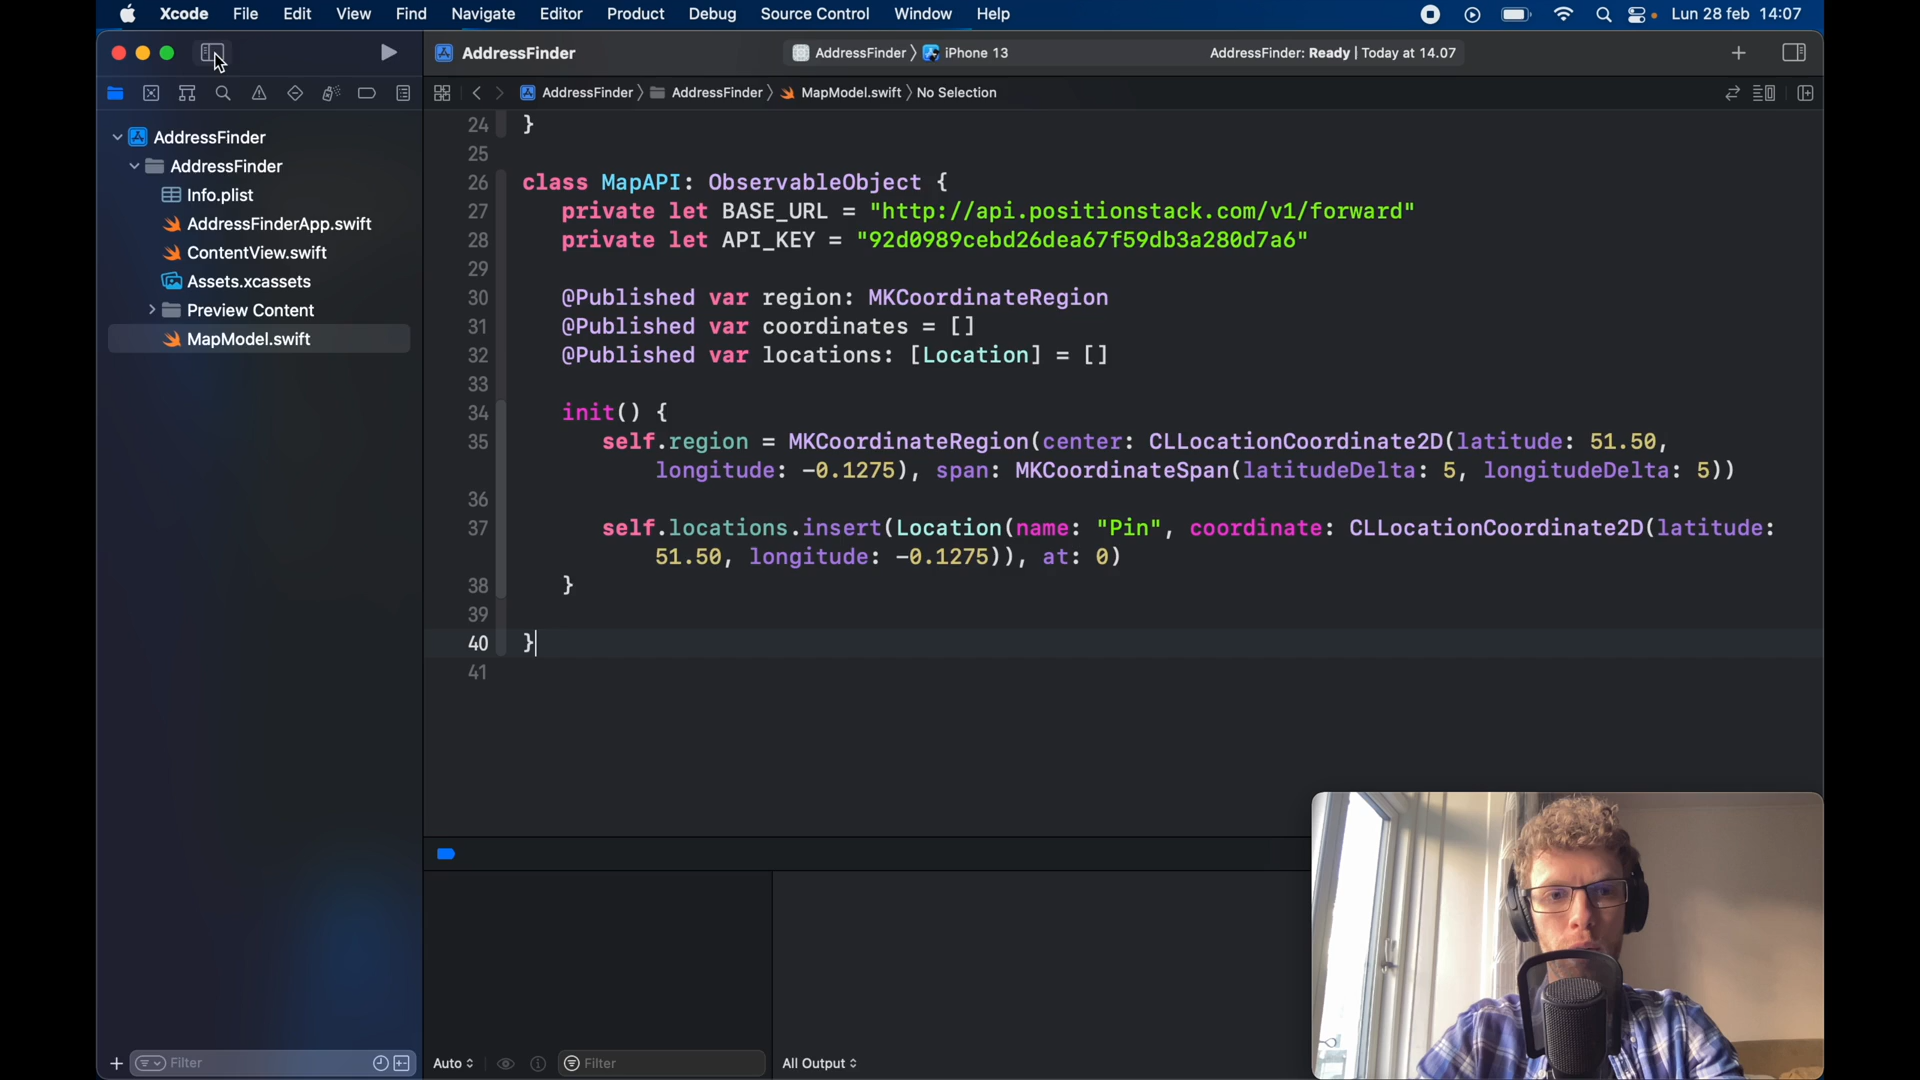 Xcode File Edit View Find Navigate Editor Product Debug Source Control Window Help Lun 28 feb 14:07
AddressFinder AddressFinder iPhone 13 AddressFinder: Ready | Today at 14.07
AddressFinder AddressFinder MapModel.swift No Selection
AddressFinder
AddressFinder
Info.plist
AddressFinderApp.swift
ContentView.swift
Assets.xcassets
Preview Content
MapModel.swift
24 }
25
26 class MapAPI: ObservableObject {
27 private let BASE_URL = "http://api.positionstack.com/v1/forward"
28 private let API_KEY = "92d0989cebd26dea67f59db3a280d7a6"
29
30 @Published var region: MKCoordinateRegion
31 @Published var coordinates = []
32 @Published var locations: [Location] = []
33
34 init() {
35 self.region = MKCoordinateRegion(center: CLLocationCoordinate2D(latitude: 51.50,
longitude: -0.1275), span: MKCoordinateSpan(latitudeDelta: 5, longitudeDelta: 5))
36
37 self.locations.insert(Location(name: "Pin", coordinate: CLLocationCoordinate2D(latitude:
51.50, longitude: -0.1275)), at: 0)
38 }
39
40 }
41
Filter
Auto Filter All Output